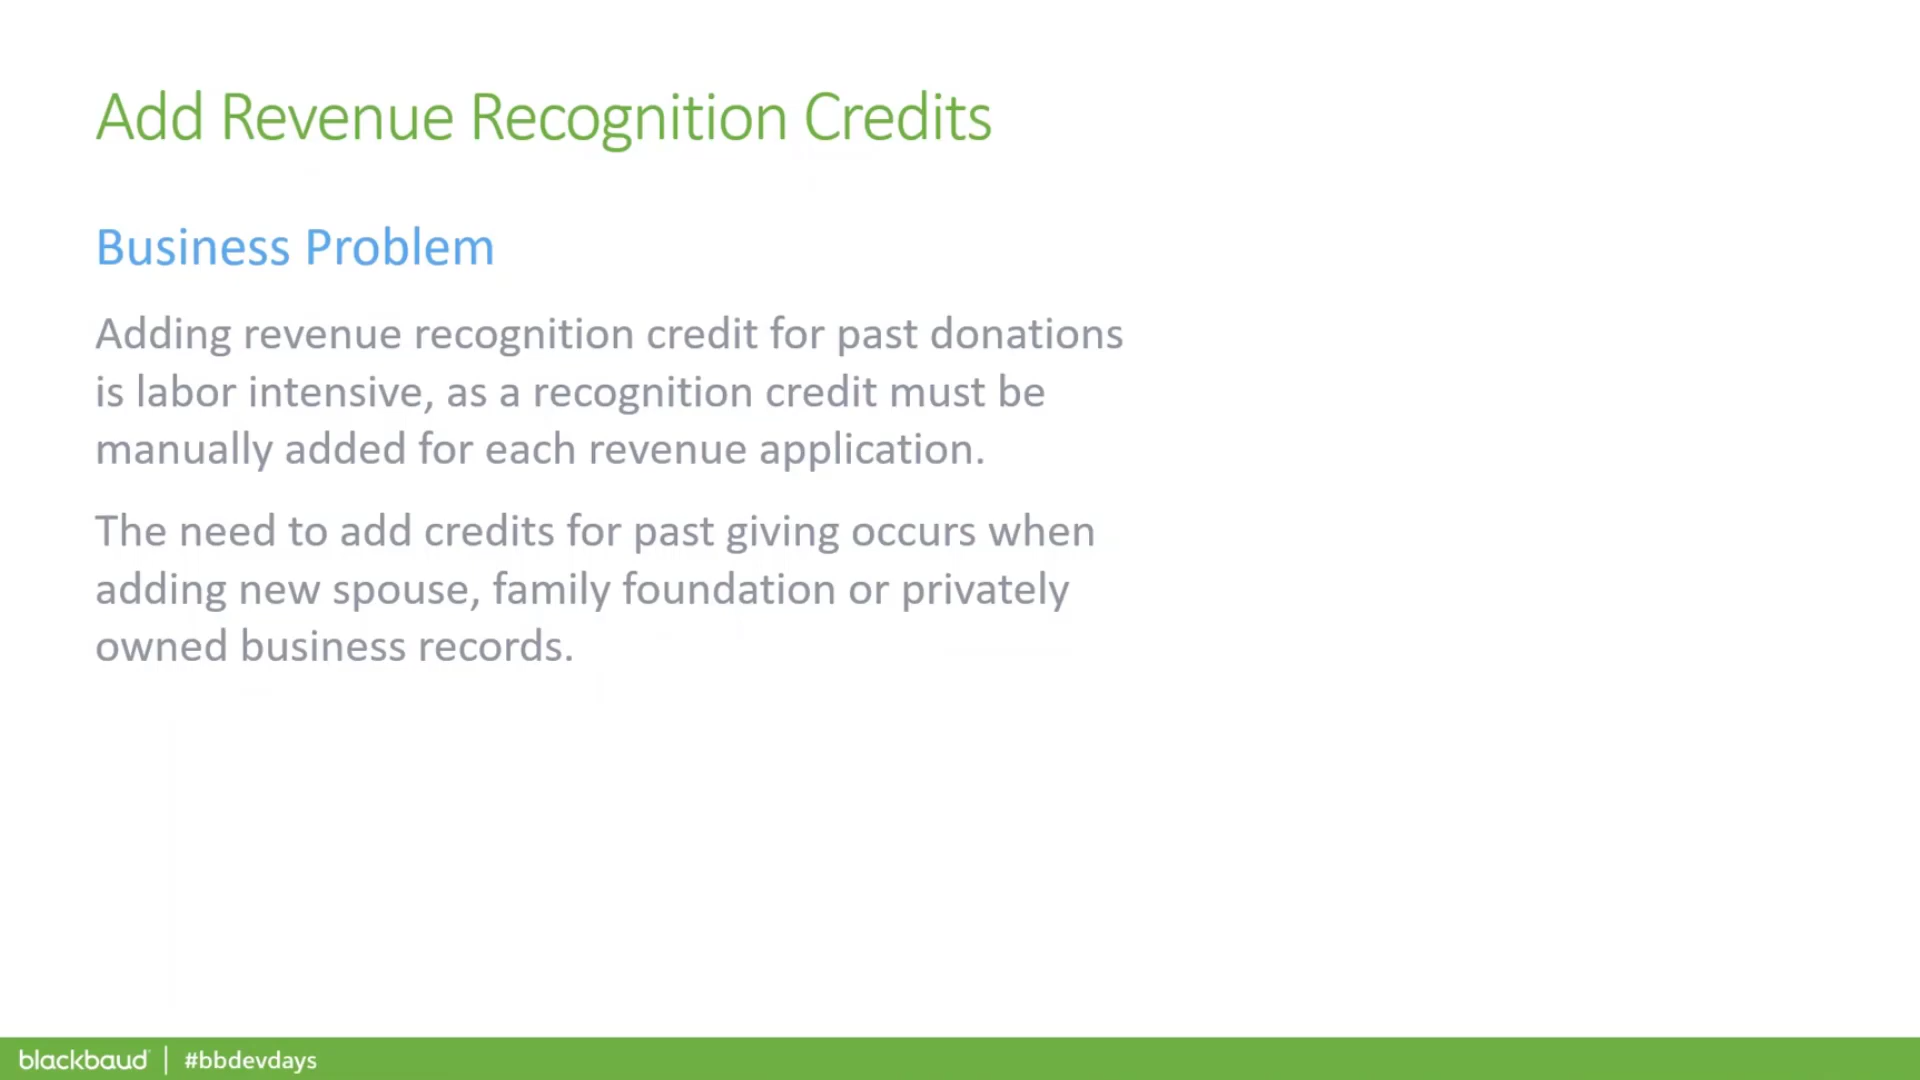 Add Revenue Recognition Credits
Business Problem
Adding revenue recognition credit for past donations
is labor intensive, as a recognition credit must be
manually added for each revenue application.
The need to add credits for past giving occurs when
adding new spouse, family foundation or privately
owned business records.
blackbaud | #bbdevdays